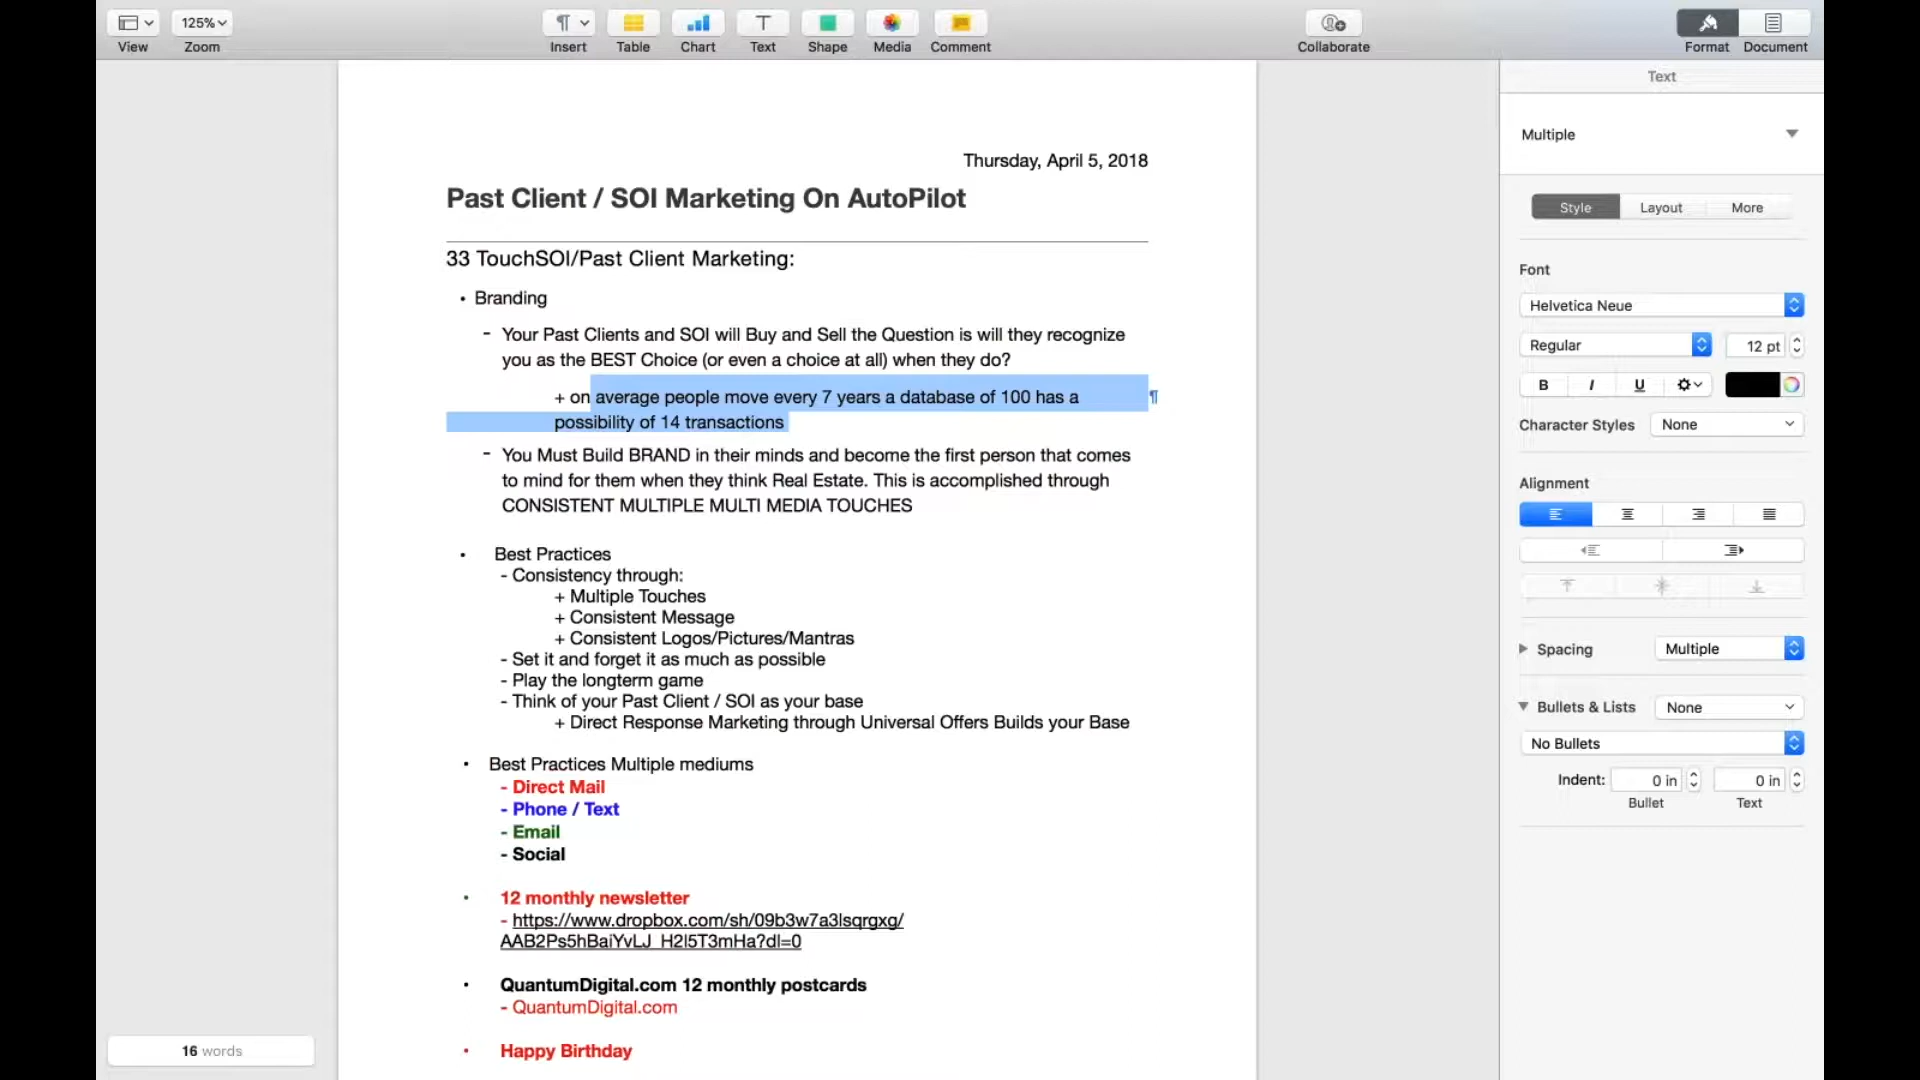 125%
View
Zoom
Insert
Table
Chart
Text
Shape
Media
Comment
Collaborate
Format
Document
Thursday, April 5, 2018
Past Client / SOI Marketing On AutoPilot
33 TouchSOI/Past Client Marketing:
• Branding
- Your Past Clients and SOI will Buy and Sell the Question is will they recognize
you as the BEST Choice (or even a choice at all) when they do?
+ on average people move every 7 years a database of 100 has a ¶
possibility of 14 transactions
- You Must Build BRAND in their minds and become the first person that comes
to mind for them when they think Real Estate. This is accomplished through
CONSISTENT MULTIPLE MULTI MEDIA TOUCHES
• Best Practices
- Consistency through:
+ Multiple Touches
+ Consistent Message
+ Consistent Logos/Pictures/Mantras
- Set it and forget it as much as possible
- Play the longterm game
- Think of your Past Client / SOI as your base
+ Direct Response Marketing through Universal Offers Builds your Base
• Best Practices Multiple mediums
- Direct Mail
- Phone / Text
- Email
- Social
• 12 monthly newsletter
- https://www.dropbox.com/sh/09b3w7a3lsqrgxg/
AAB2Ps5hBaiYvLJ_H2I5T3mHa?dl=0
• QuantumDigital.com 12 monthly postcards
- QuantumDigital.com
• Happy Birthday
16 words
Text
Multiple
Style Layout More
Font
Helvetica Neue
Regular 12 pt
B I U
Character Styles None
Alignment
Spacing Multiple
Bullets & Lists None
No Bullets
Indent: 0 in 0 in
Bullet Text